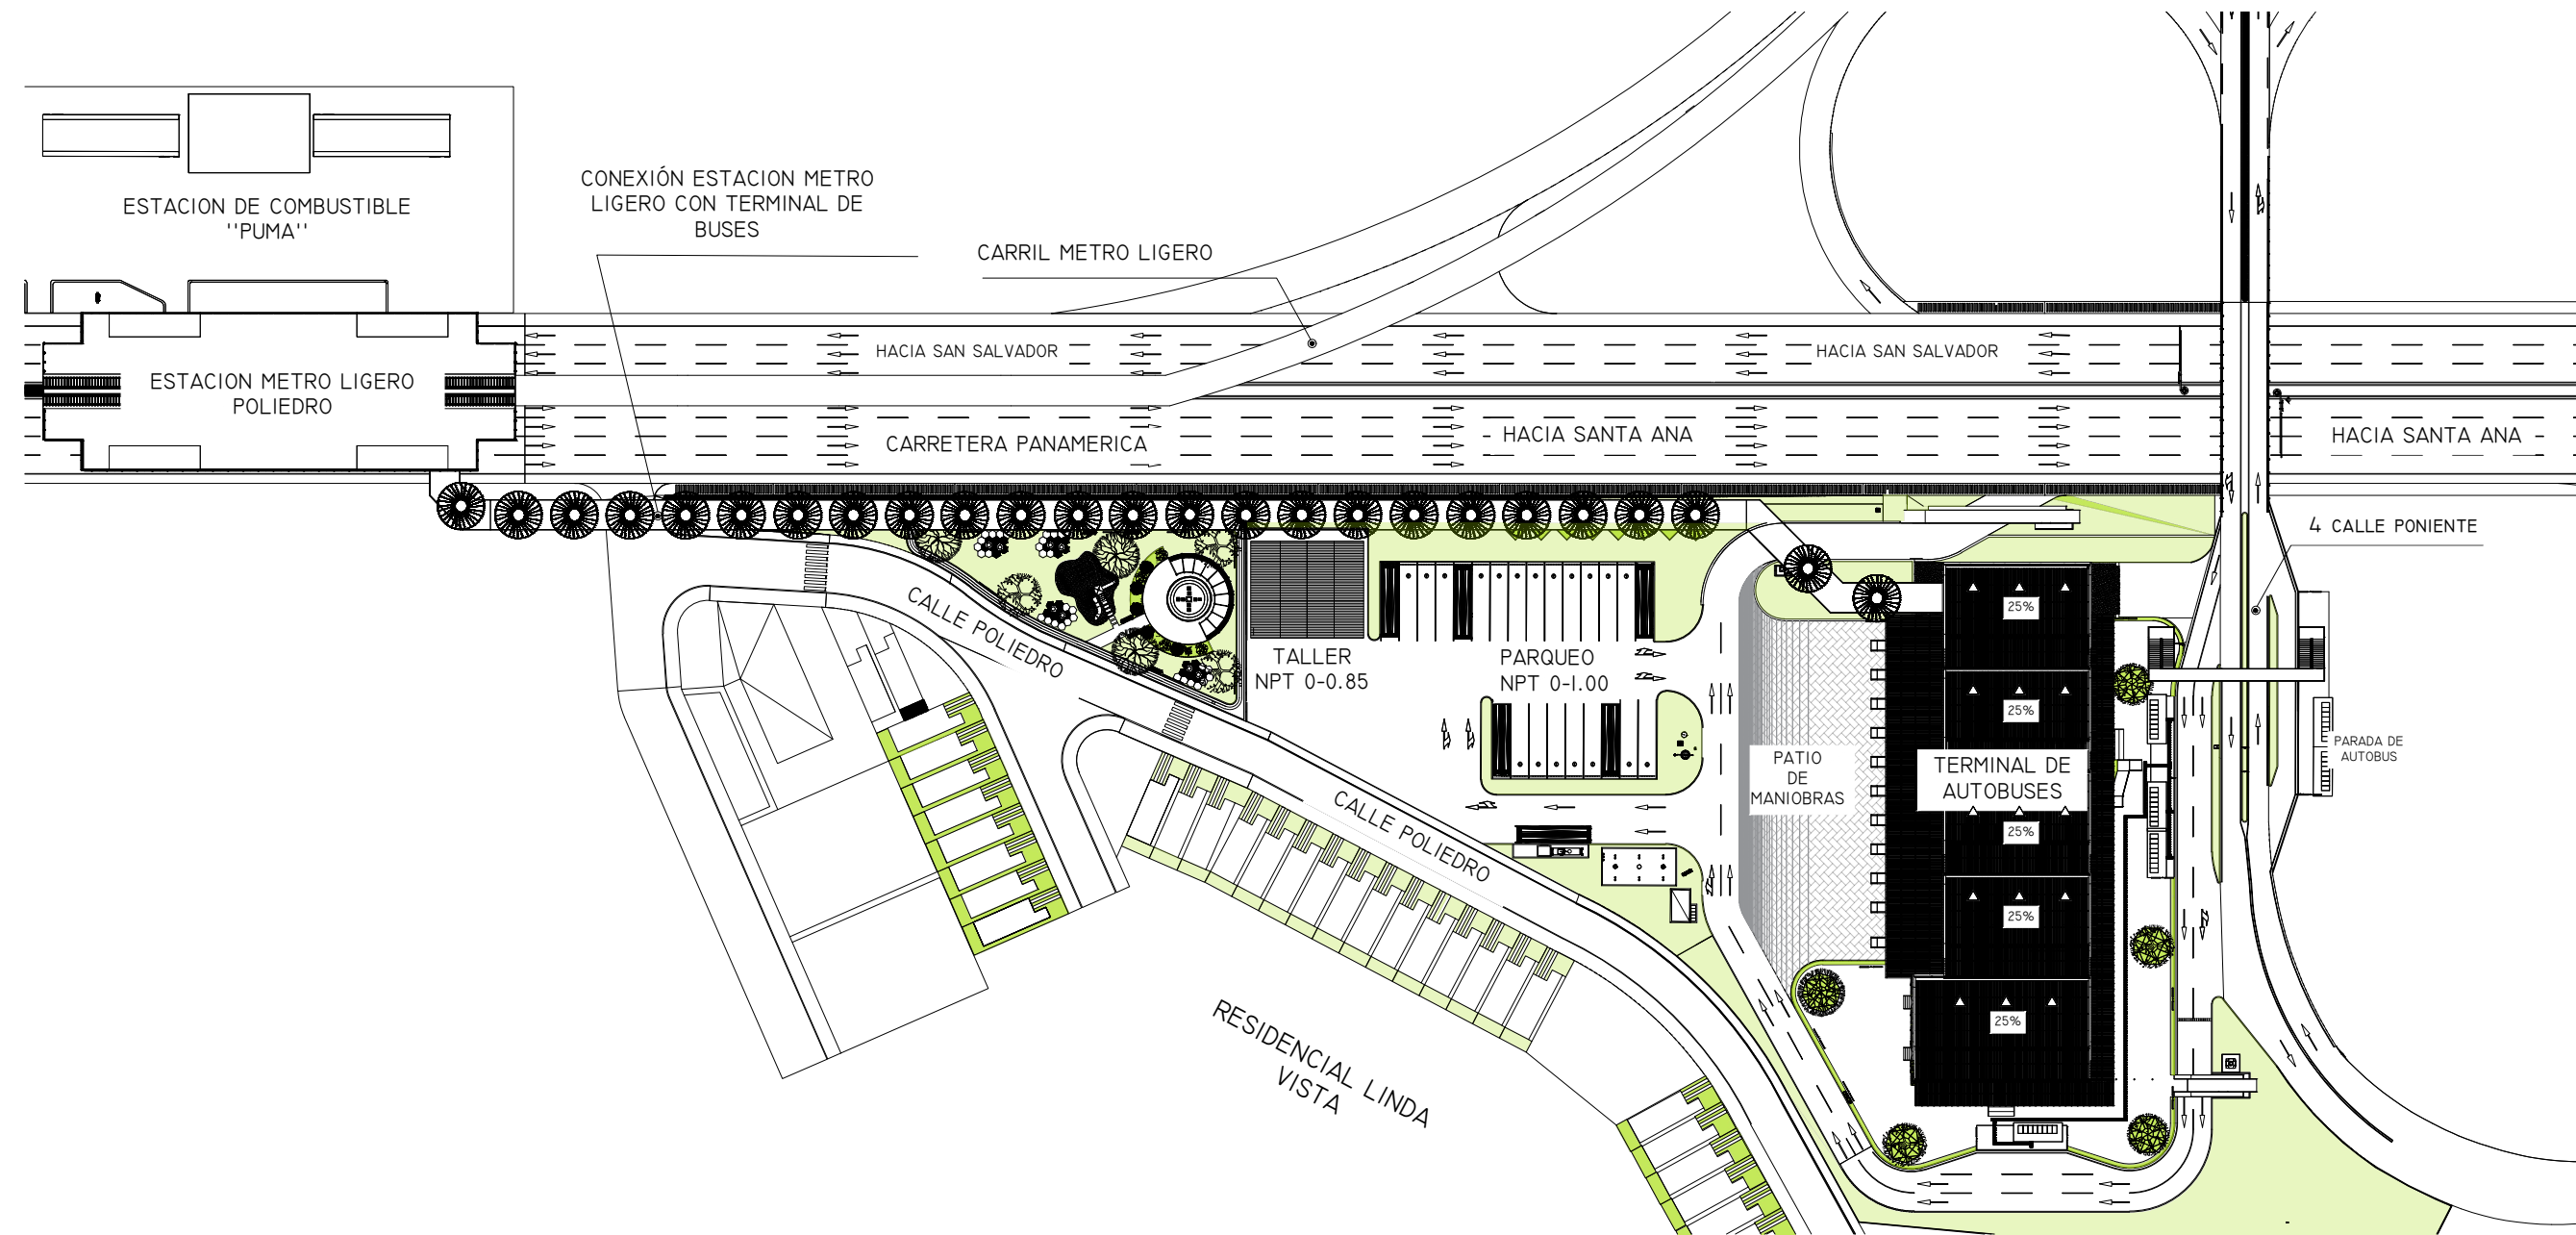 ESTACION DE COMBUSTIBLE
''PUMA''
CONEXIÓN ESTACION METRO
LIGERO CON TERMINAL DE
BUSES
CARRIL METRO LIGERO
HACIA SAN SALVADOR
HACIA SAN SALVADOR
ESTACION METRO LIGERO
POLIEDRO
CARRETERA PANAMERICA
HACIA SANTA ANA
HACIA SANTA ANA
4 CALLE PONIENTE
CALLE POLIEDRO
TALLER
NPT 0-0.85
PARQUEO
NPT 0-1.00
25%
25%
PATIO
DE
MANIOBRAS
TERMINAL DE
AUTOBUSES
PARADA DE
AUTOBUS
25%
CALLE POLIEDRO
25%
25%
RESIDENCIAL LINDA
VISTA